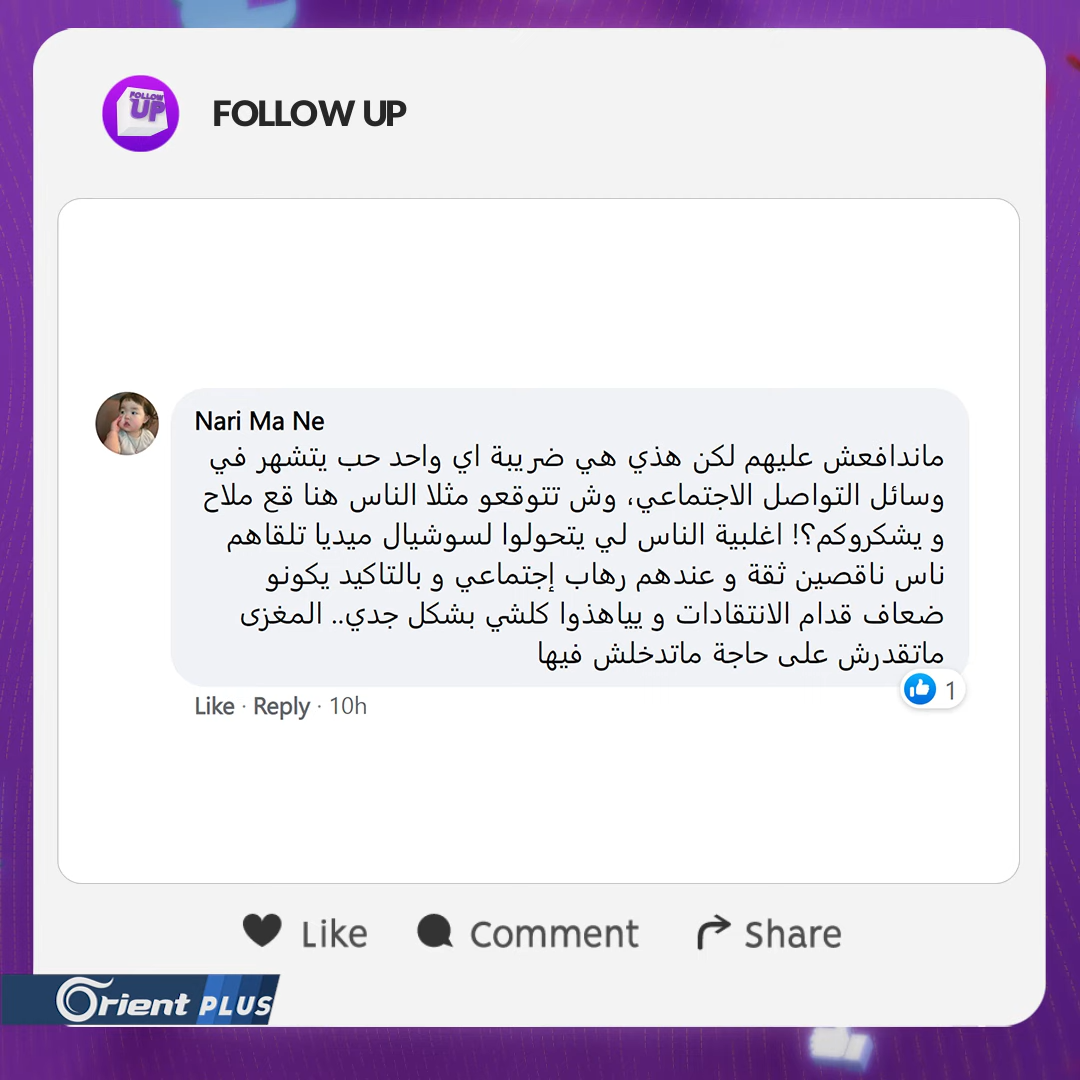 FOLLOW UP
FOLLOW UP
Nari Ma Ne
ماندافعش عليهم لكن هذي هي ضريبة اي واحد حب يتشهر في
وسائل التواصل الاجتماعي، وش تتوقعو مثلا الناس هنا قع ملاح
و يشكروكم؟! اغلبية الناس لي يتحولوا لسوشيال ميديا تلقاهم
ناس ناقصين ثقة و عندهم رهاب إجتماعي و بالتاكيد يكونو
ضعاف قدام الانتقادات و يياهذوا كلشي بشكل جدي.. المغزى
ماتقدرش على حاجة ماتدخلش فيها
1
Like · Reply · 10h
Like Comment Share
Orient PLUS